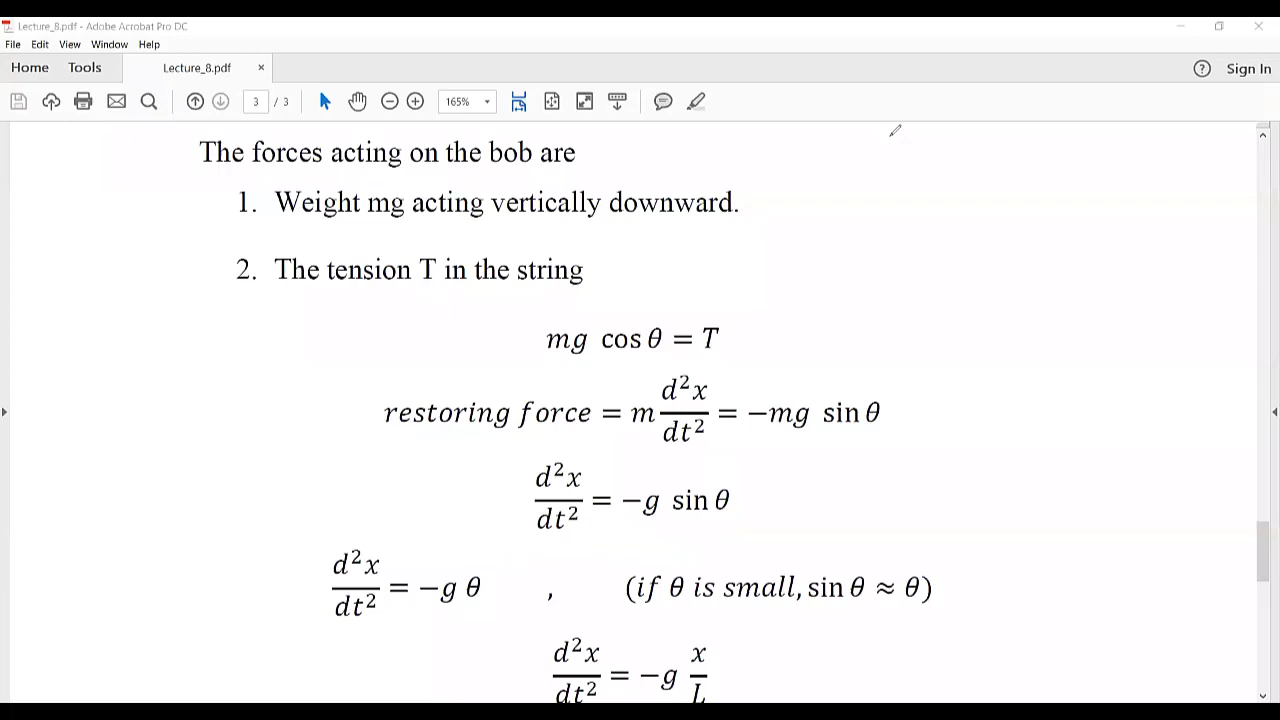 Lecture_8.pdf - Adobe Acrobat Pro DC
File Edit View Window Help
Home Tools Lecture_8.pdf × ? Sign In
3 / 3 165%
The forces acting on the bob are
1. Weight mg acting vertically downward.
2. The tension T in the string
mg cos θ = T
restoring force = m d²x/dt² = −mg sin θ
d²x/dt² = −g sin θ
d²x/dt² = −g θ , (if θ is small, sin θ ≈ θ)
d²x/dt² = −g x/L